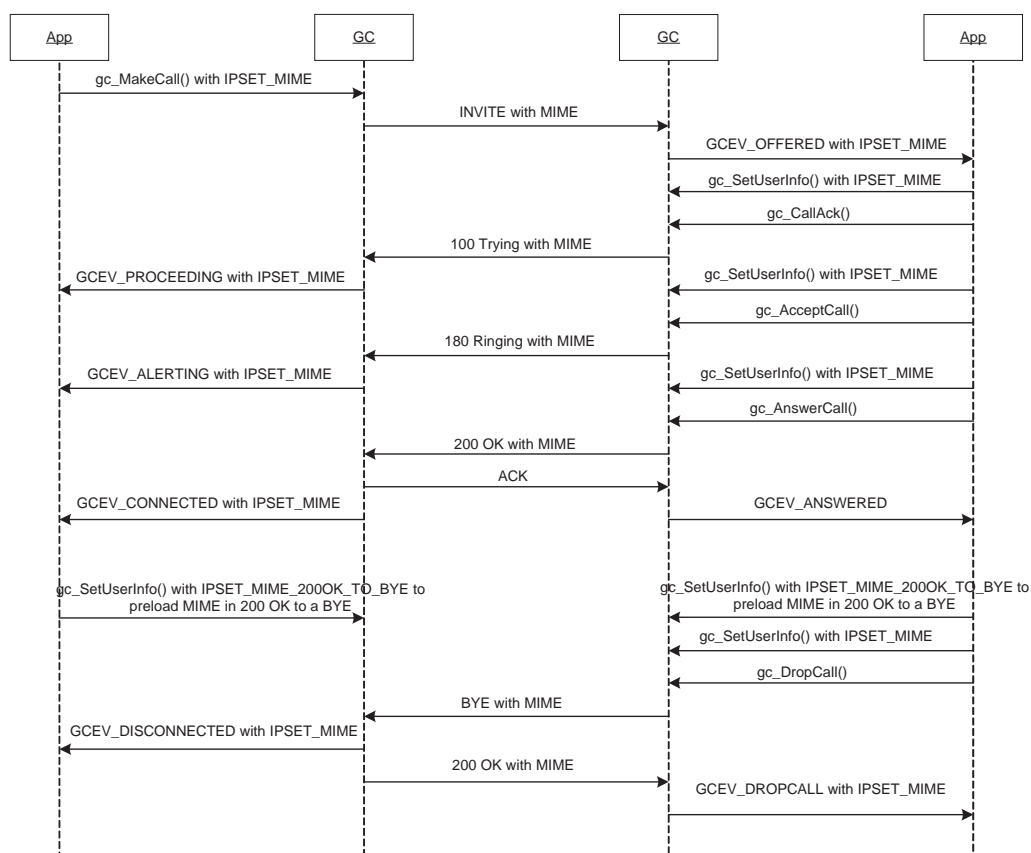 App
GC
GC
App
gc_MakeCall() with IPSET_MIME
INVITE with MIME
GCEV_OFFERED with IPSET_MIME
gc_SetUserInfo() with IPSET_MIME
gc_CallAck()
100 Trying with MIME
GCEV_PROCEEDING with IPSET_MIME
gc_SetUserInfo() with IPSET_MIME
gc_AcceptCall()
180 Ringing with MIME
GCEV_ALERTING with IPSET_MIME
gc_SetUserInfo() with IPSET_MIME
gc_AnswerCall()
200 OK with MIME
ACK
GCEV_CONNECTED with IPSET_MIME
GCEV_ANSWERED
gc_SetUserInfo() with IPSET_MIME_200OK_TO_BYE to
preload MIME in 200 OK to a BYE
gc_SetUserInfo() with IPSET_MIME_200OK_TO_BYE to
preload MIME in 200 OK to a BYE
gc_SetUserInfo() with IPSET_MIME
gc_DropCall()
BYE with MIME
GCEV_DISCONNECTED with IPSET_MIME
200 OK with MIME
GCEV_DROPCALL with IPSET_MIME